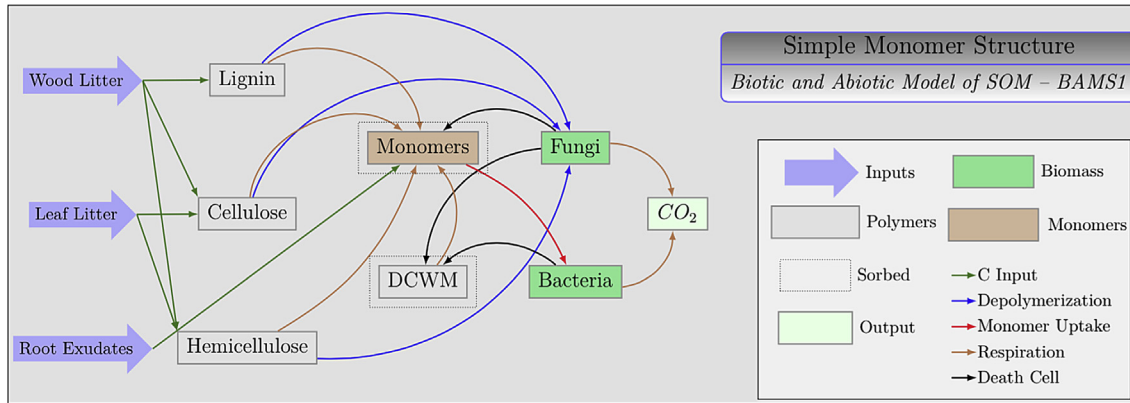 Simple Monomer Structure
Biotic and Abiotic Model of SOM – BAMS1
Wood Litter
Lignin
Monomers
Fungi
Leaf Litter
Cellulose
CO₂
DCWM
Bacteria
Root Exudates
Hemicellulose
Inputs
Biomass
Polymers
Monomers
Sorbed
Output
C Input
Depolymerization
Monomer Uptake
Respiration
Death Cell